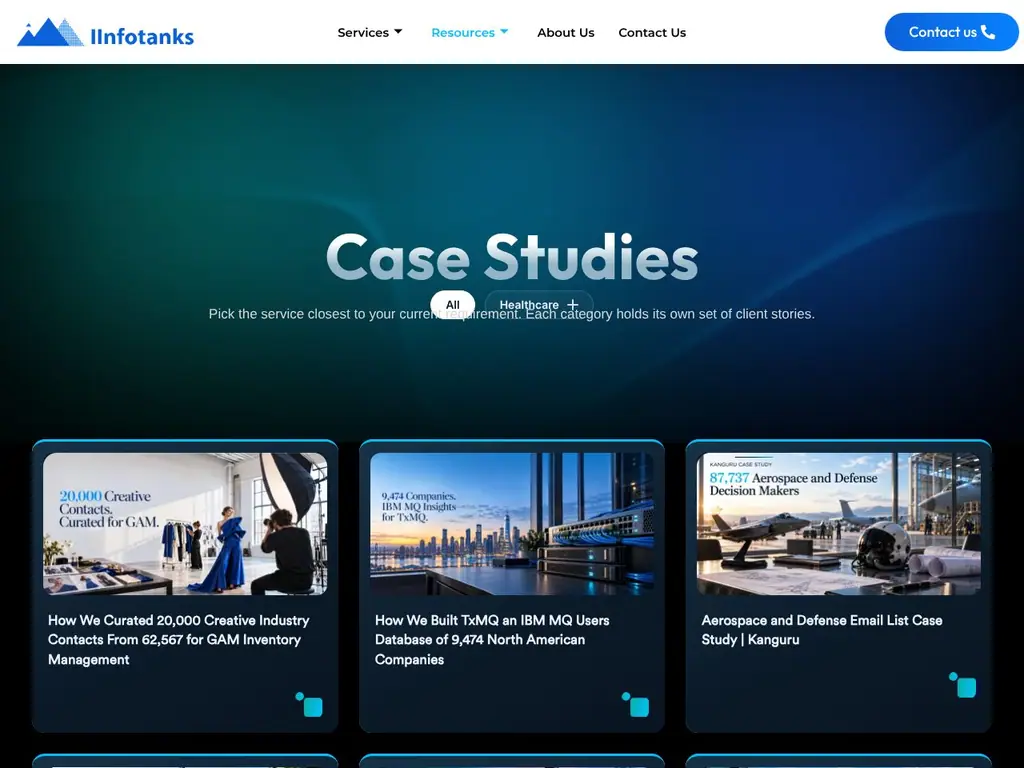 IInfotanks
Services
Resources
About Us
Contact Us
Contact us
Case Studies
All
Healthcare +
Pick the service closest to your current requirement. Each category holds its own set of client stories.
20,000 Creative
Contacts.
Curated for GAM.
How We Curated 20,000 Creative Industry
Contacts From 62,567 for GAM Inventory
Management
9,474 Companies.
IBM MQ Insights
for TxMQ.
How We Built TxMQ an IBM MQ Users
Database of 9,474 North American
Companies
KANGURU CASE STUDY
87,737 Aerospace and Defense
Decision Makers
Aerospace and Defense Email List Case
Study | Kanguru